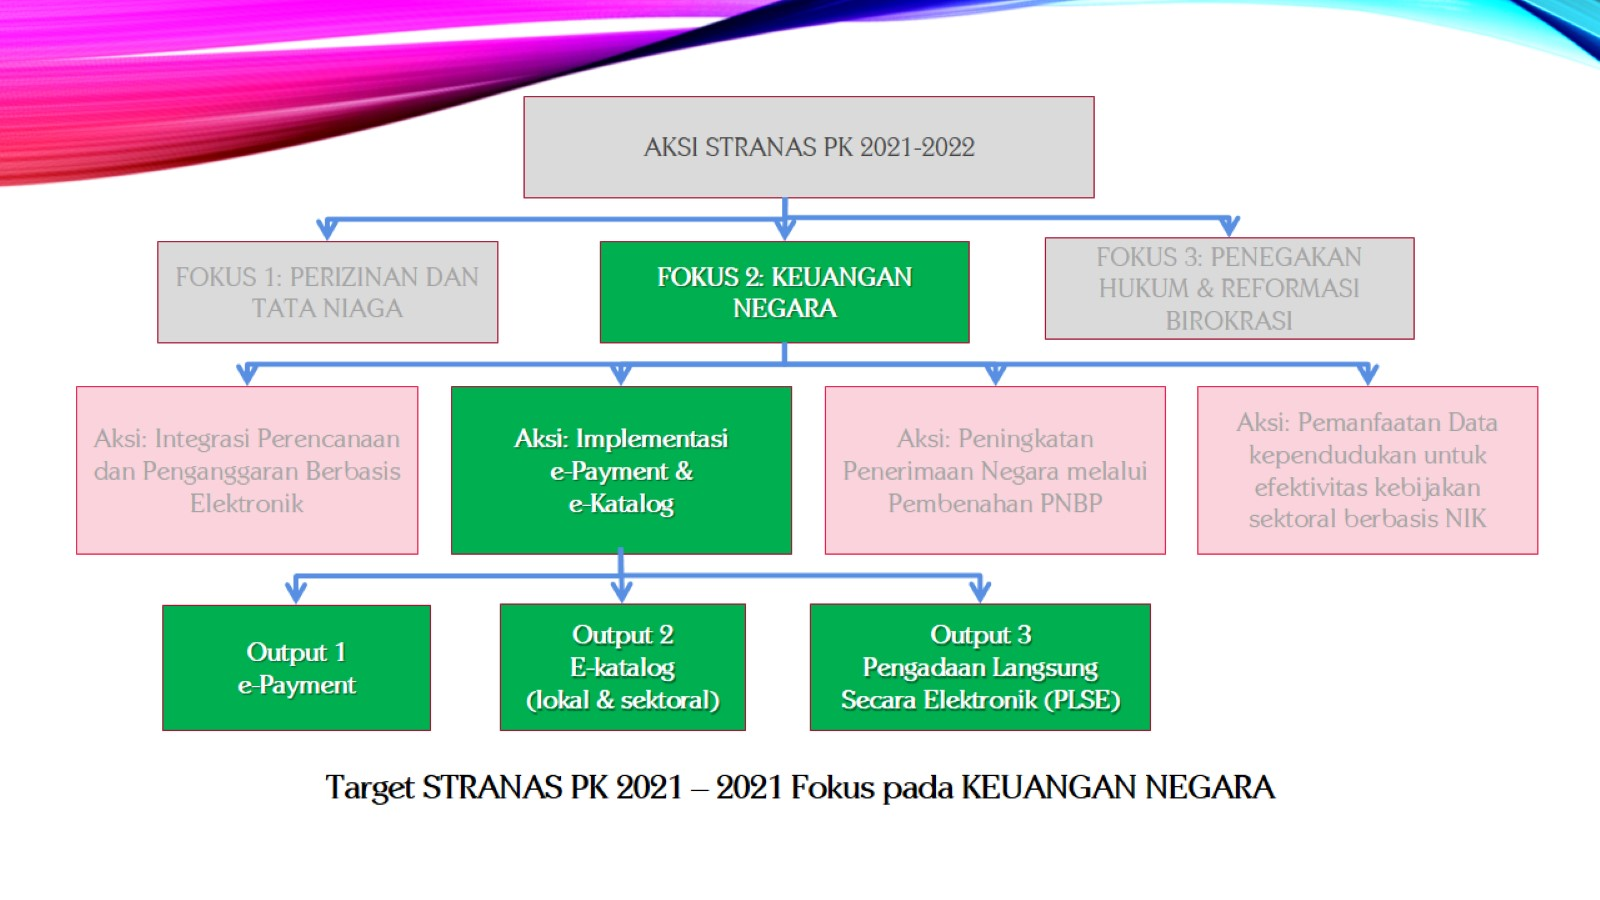 AKSI STRANAS PK 2021-2022
FOKUS 1: PERIZINAN DAN
TATA NIAGA
FOKUS 2: KEUANGAN
NEGARA
FOKUS 3: PENEGAKAN
HUKUM & REFORMASI
BIROKRASI
Aksi: Integrasi Perencanaan
dan Penganggaran Berbasis
Elektronik
Aksi: Implementasi
e-Payment &
e-Katalog
Aksi: Peningkatan
Penerimaan Negara melalui
Pembenahan PNBP
Aksi: Pemanfaatan Data
kependudukan untuk
efektivitas kebijakan
sektoral berbasis NIK
Output 1
e-Payment
Output 2
E-katalog
(lokal & sektoral)
Output 3
Pengadaan Langsung
Secara Elektronik (PLSE)
Target STRANAS PK 2021 – 2021 Fokus pada KEUANGAN NEGARA